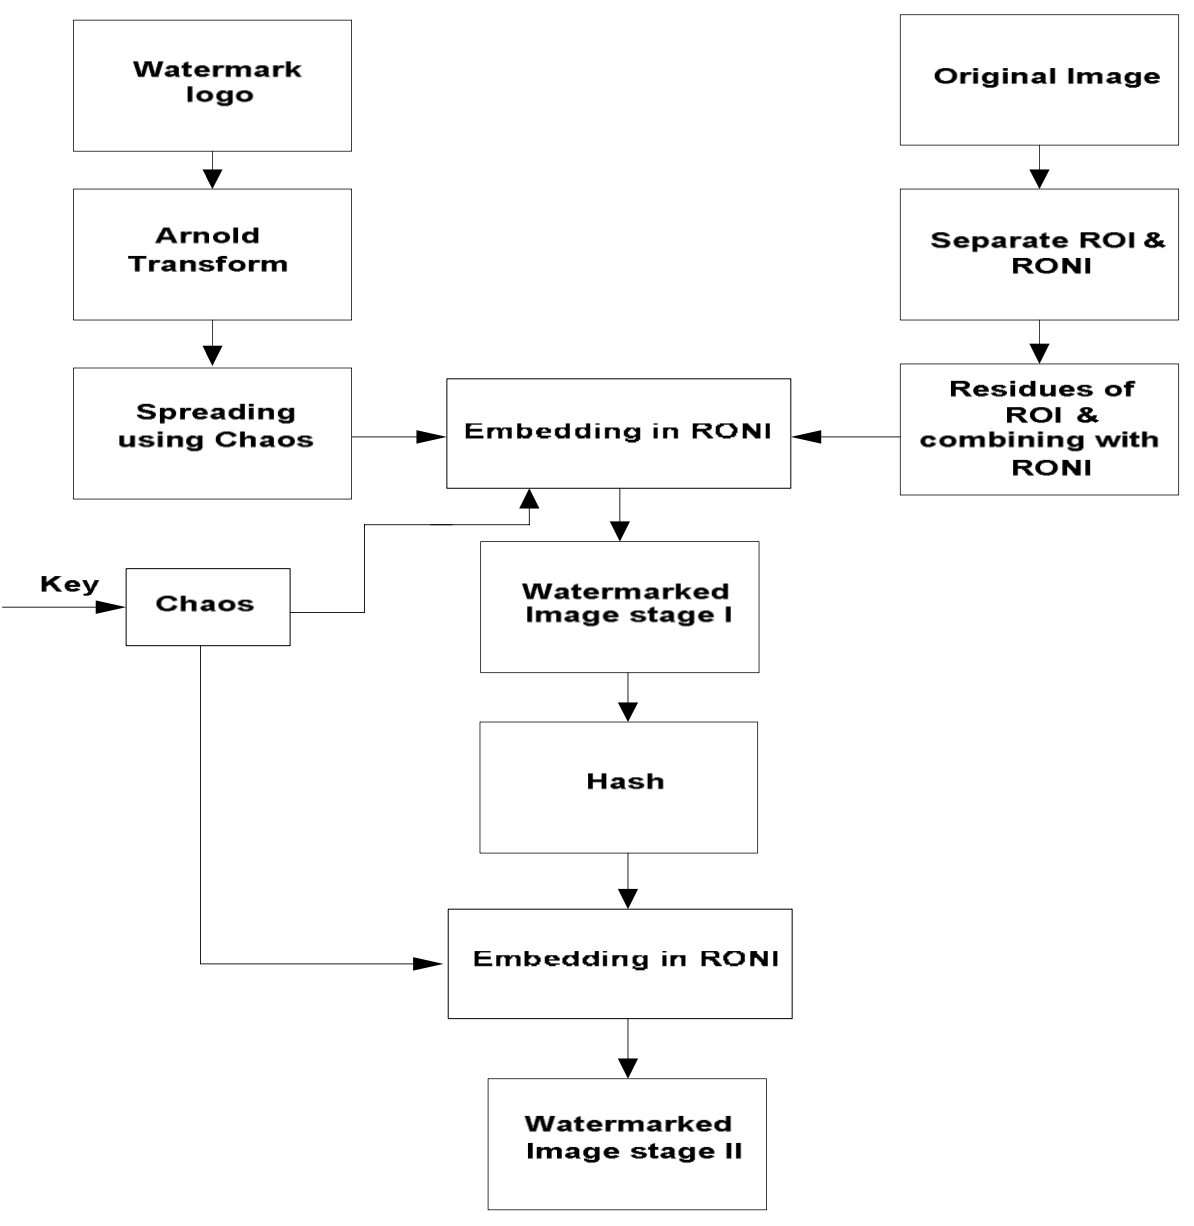 Watermark
logo
Original Image
Arnold
Transform
Separate ROI &
RONI
Spreading
using Chaos
Embedding in RONI
Residues of
ROI &
combining with
RONI
Key
Chaos
Watermarked
Image stage I
Hash
Embedding in RONI
Watermarked
Image stage II